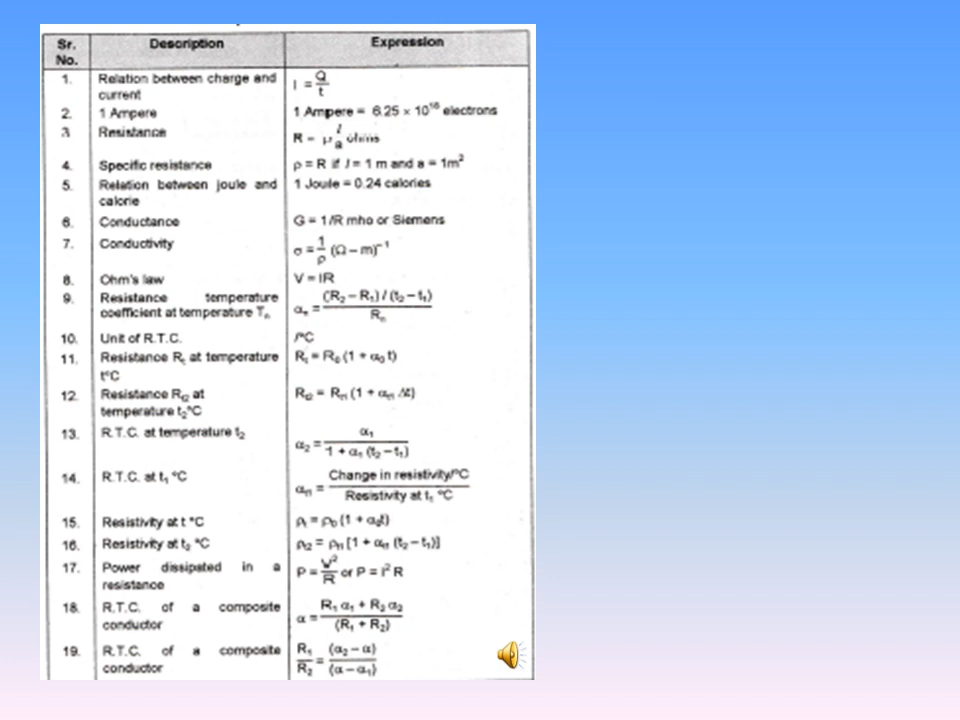 Sr. No. Description Expression
1. Relation between charge and current I = Q/t
2. 1 Ampere 1 Ampere = 6.25 × 10¹⁸ electrons
3 Resistance R = l/a ohms
4. Specific resistance ρ = R if l = 1 m and a = 1m²
5. Relation between joule and calorie 1 Joule = 0.24 calories
6. Conductance G = 1/R mho or Siemens
7. Conductivity σ = 1/ρ (Ω – m)⁻¹
8. Ohm's law V = IR
9. Resistance temperature coefficient at temperature Tₙ αₙ = (R₂ – R₁) / (t₂ – t₁) / Rₙ
10. Unit of R.T.C. /°C
11. Resistance Rₜ at temperature t°C Rₜ = R₀ (1 + α₀ t)
12. Resistance Rₜ₂ at temperature t₂°C Rₜ₂ = Rₜ₁ (1 + αₜ₁ Δt)
13. R.T.C. at temperature t₂ α₂ = α₁ / 1 + α₁ (t₂ – t₁)
14. R.T.C. at t₁ °C αₜ₁ = Change in resistivity/°C / Resistivity at t₁ °C
15. Resistivity at t °C ρₜ = ρ₀ (1 + α₀t)
16. Resistivity at t₂ °C ρₜ₂ = ρₜ₁ [1 + αₜ₁ (t₂ – t₁)]
17. Power dissipated in a resistance P = V²/R or P = I² R
18. R.T.C. of a composite conductor α = R₁ α₁ + R₂ α₂ / (R₁ + R₂)
19. R.T.C. of a composite conductor R₁/R₂ = (α₂ – α) / (α – α₁)